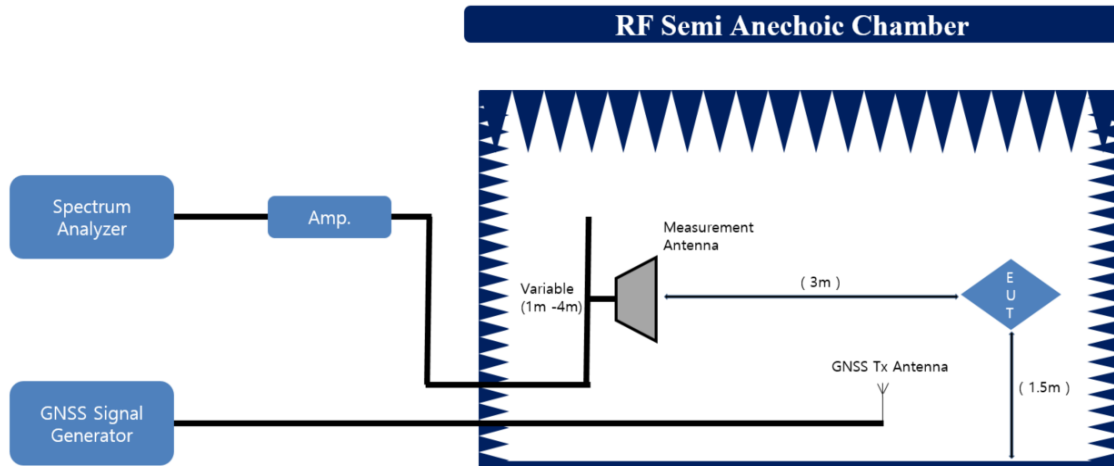 RF Semi Anechoic Chamber
Spectrum
Analyzer
Amp.
Measurement
Antenna
Variable
(1m -4m)
( 3m )
E
U
T
GNSS Tx Antenna
( 1.5m )
GNSS Signal
Generator